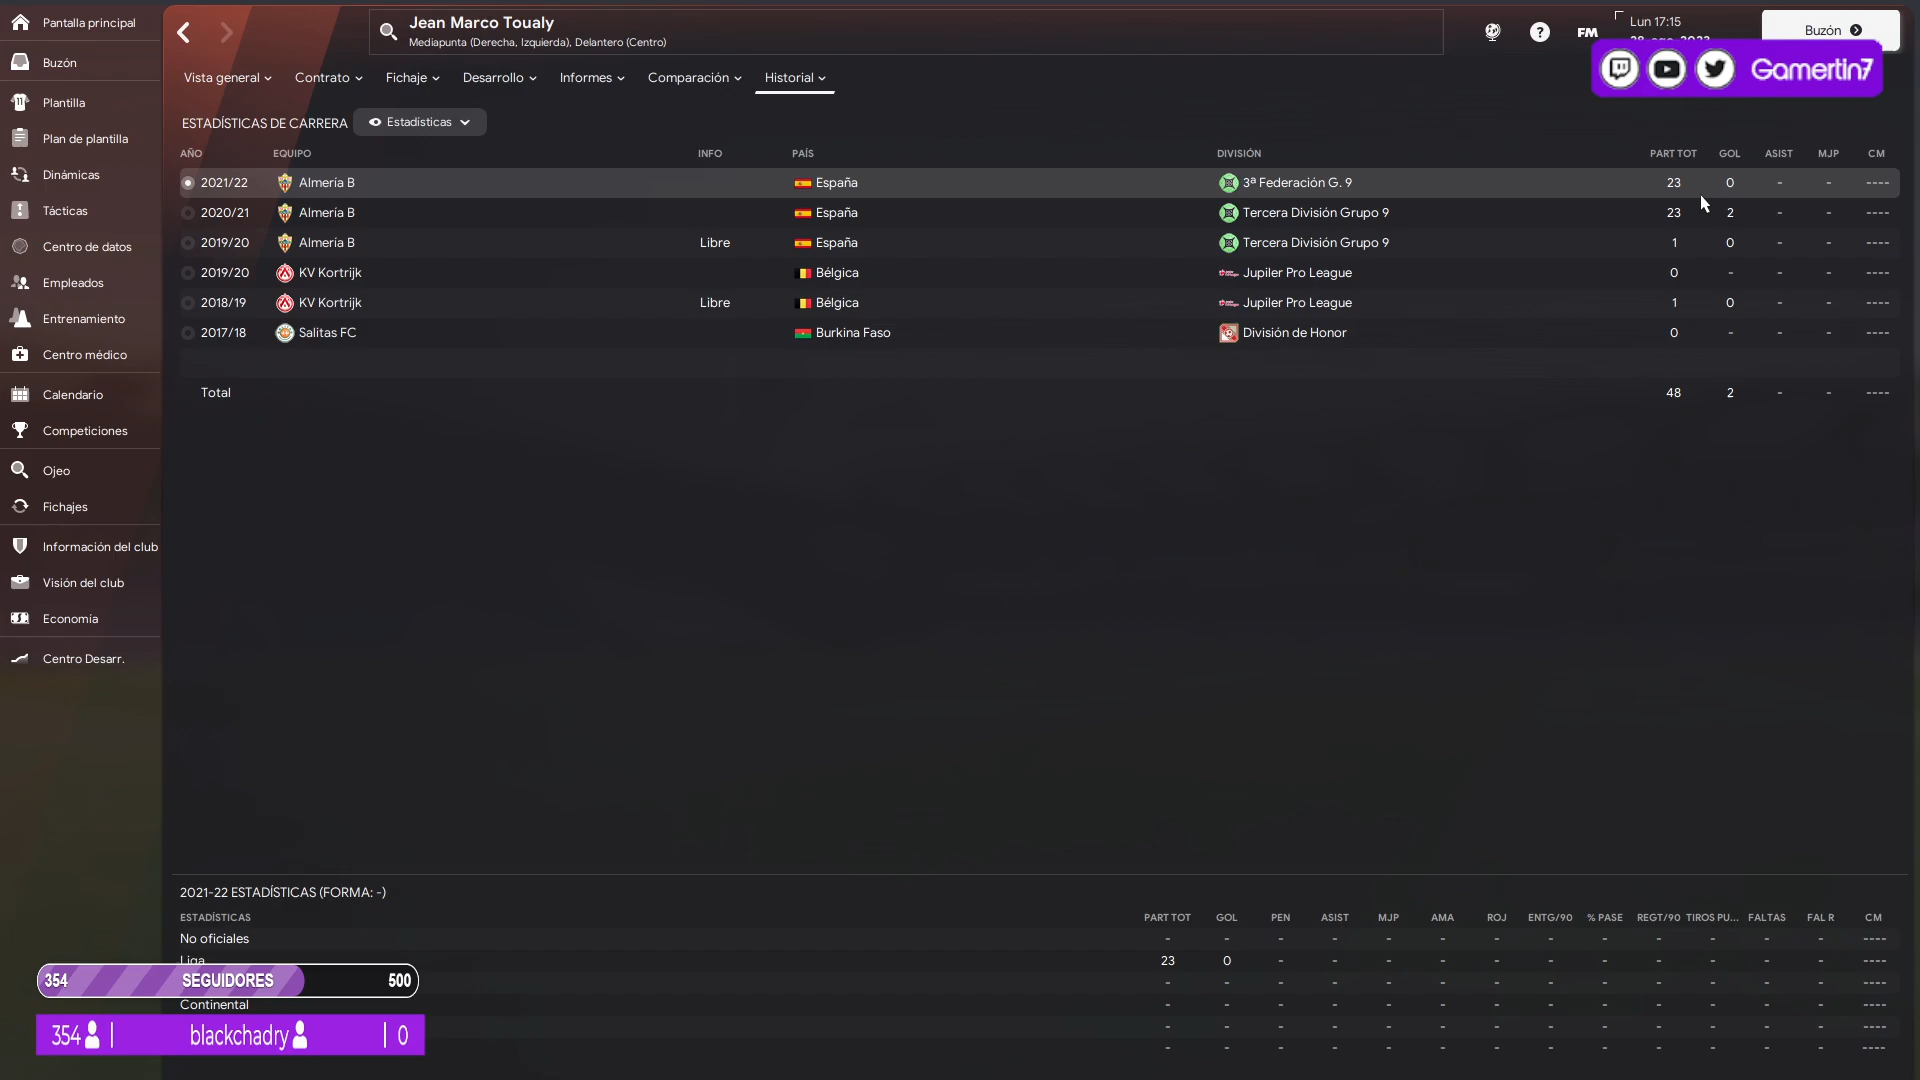 Pantalla principal
Buzón
Plantilla
Plan de plantilla
Dinámicas
Tácticas
Centro de datos
Empleados
Entrenamiento
Centro médico
Calendario
Competiciones
Ojeo
Fichajes
Información del club
Visión del club
Economía
Centro Desarr.
Jean Marco Toualy
Mediapunta (Derecha, Izquierda), Delantero (Centro)
? FM Lun 17:15
Buzón
Gamertin7
Vista general Contrato Fichaje Desarrollo Informes Comparación Historial
ESTADÍSTICAS DE CARRERA Estadísticas
AÑO EQUIPO INFO PAÍS DIVISIÓN PART TOT GOL ASIST MJP CM
2021/22 Almería B España 3ª Federación G. 9 23 0 - - ----
2020/21 Almería B España Tercera División Grupo 9 23 2 - - ----
2019/20 Almería B Libre España Tercera División Grupo 9 1 0 - - ----
2019/20 KV Kortrijk Bélgica Jupiler Pro League 0 - - - ----
2018/19 KV Kortrijk Libre Bélgica Jupiler Pro League 1 0 - - ----
2017/18 Salitas FC Burkina Faso División de Honor 0 - - - ----
Total 48 2 - - ----
2021-22 ESTADÍSTICAS (FORMA: -)
ESTADÍSTICAS PART TOT GOL PEN ASIST MJP AMA ROJ ENTG/90 % PASE REGT/90 TIROS PU... FALTAS FAL R CM
No oficiales - - - - - - - - - - - - - ----
Liga 23 0 - - - - - - - - - - - ----
- - - - - - - - - - - - - ----
Continental - - - - - - - - - - - - - ----
- - - - - - - - - - - - - ----
- - - - - - - - - - - - - ----
354 SEGUIDORES 500
354 | blackchadry | 0